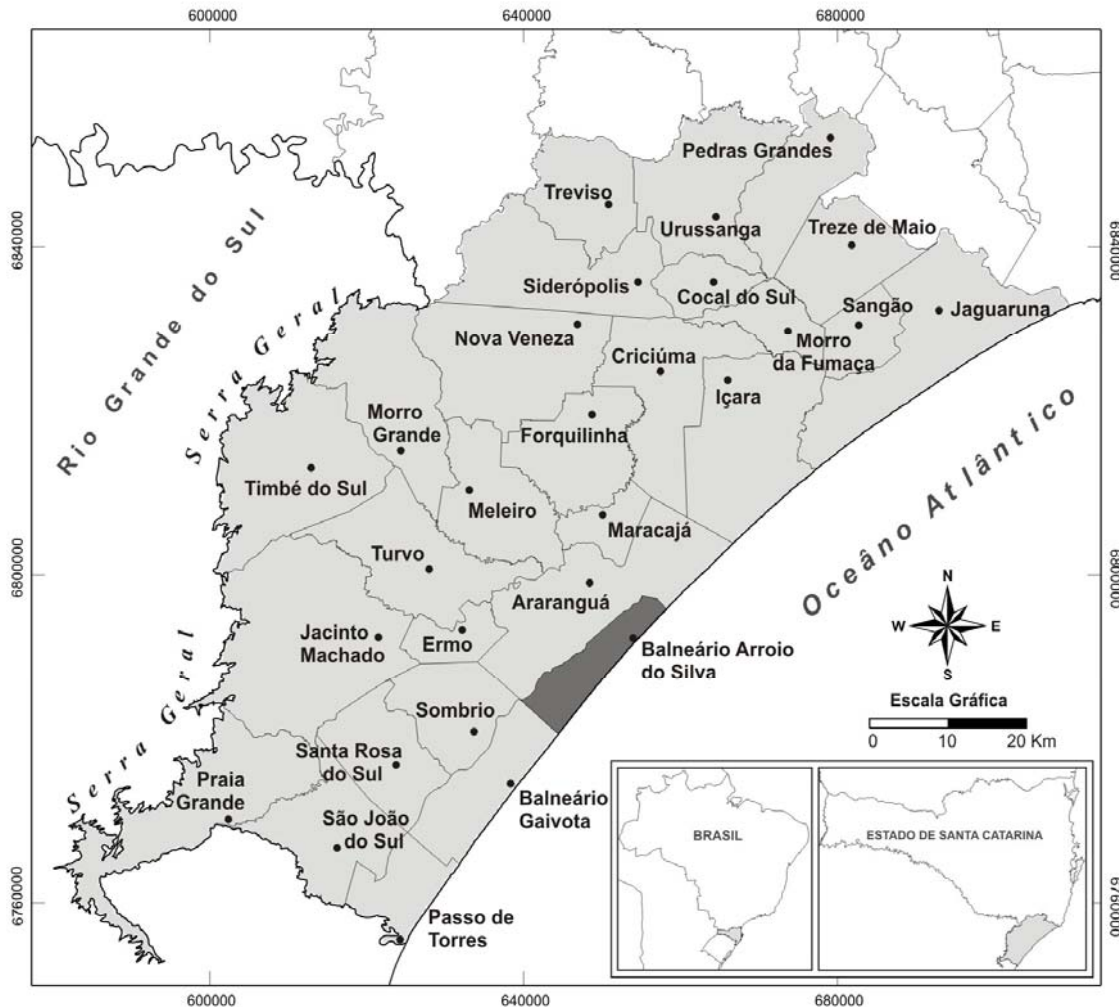 600000
640000
680000
Pedras Grandes
Treviso
Urussanga
Treze de Maio
6840000
6840000
Rio Grande do Sul
Siderópolis
Cocal do Sul
Sangão
Jaguaruna
Serra Geral
Nova Veneza
Criciúma
Morro
da Fumaça
Içara
Morro
Grande
Forquilinha
Timbé do Sul
Meleiro
Maracajá
Oceâno Atlântico
Turvo
6800000
6800000
Araranguá
N
W
E
S
Jacinto
Machado
Ermo
Balneário Arroio
do Silva
Serra Geral
Sombrio
Escala Gráfica
0
10
20 Km
Santa Rosa
do Sul
Praia
Grande
Balneário
Gaivota
São João
do Sul
BRASIL
ESTADO DE SANTA CATARINA
6760000
6760000
Passo de
Torres
600000
640000
680000